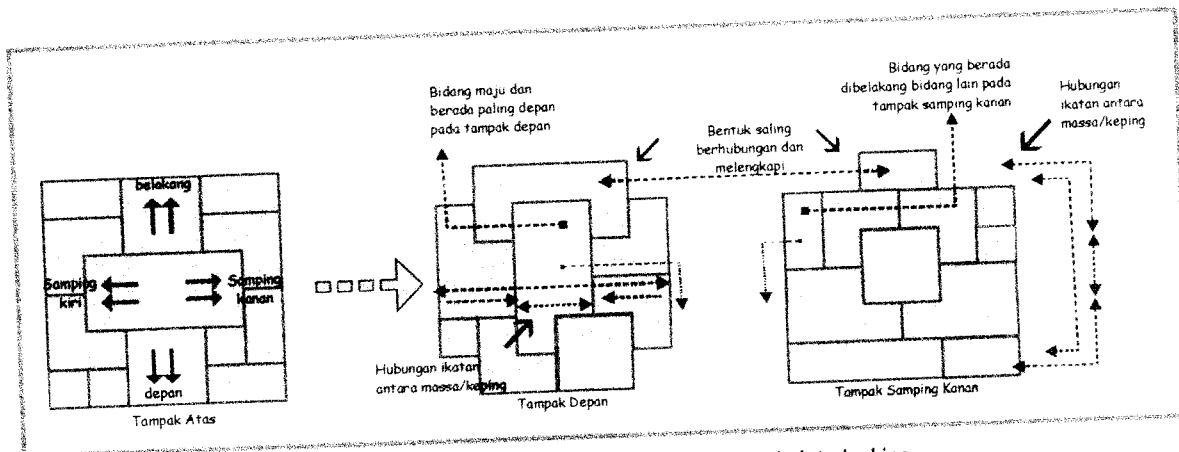 Bidang maju dan
berada paling depan
pada tampak depan
Bentuk saling
berhubungan dan
melengkapi
Bidang yang berada
dibelakang bidang lain pada
tampak samping kanan
Hubungan
ikatan antara
massa/keping
belakang
Samping
kiri
Samping
kanan
depan
Tampak Atas
Hubungan ikatan
antara massa/keping
Tampak Depan
Tampak Samping Kanan